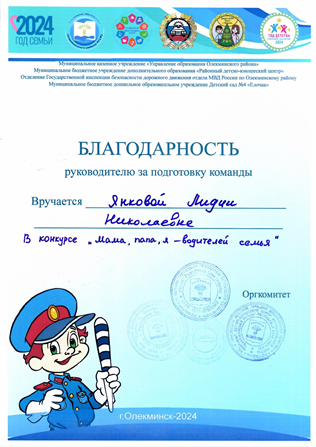 2024
ГОД СЕМЬИ
Муниципальное казенное учреждение «Управление образования Олекминского района»
Муниципальное бюджетное учреждение дополнительного образования «Районный детско-юношеский центр»
Отделение Государственной инспекции безопасности дорожного движения отдела МВД России по Олекминскому району
Муниципальное бюджетное дошкольное образовательное учреждение Детский сад №4 «Елочка»
БЛАГОДАРНОСТЬ
руководителю за подготовку команды
Вручается Янковой Лидии
Николаевне
В конкурсе „Мама, папа, я – водителей семья"
Оргкомитет
г.Олекминск-2024